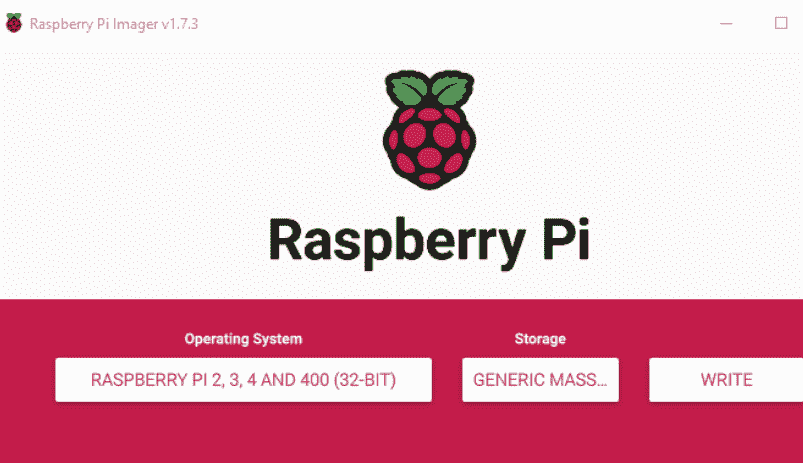 Raspberry Pi Imager v1.7.3
Raspberry Pi
Operating System
Storage
RASPBERRY PI 2, 3, 4 AND 400 (32-BIT)
GENERIC MASS...
WRITE